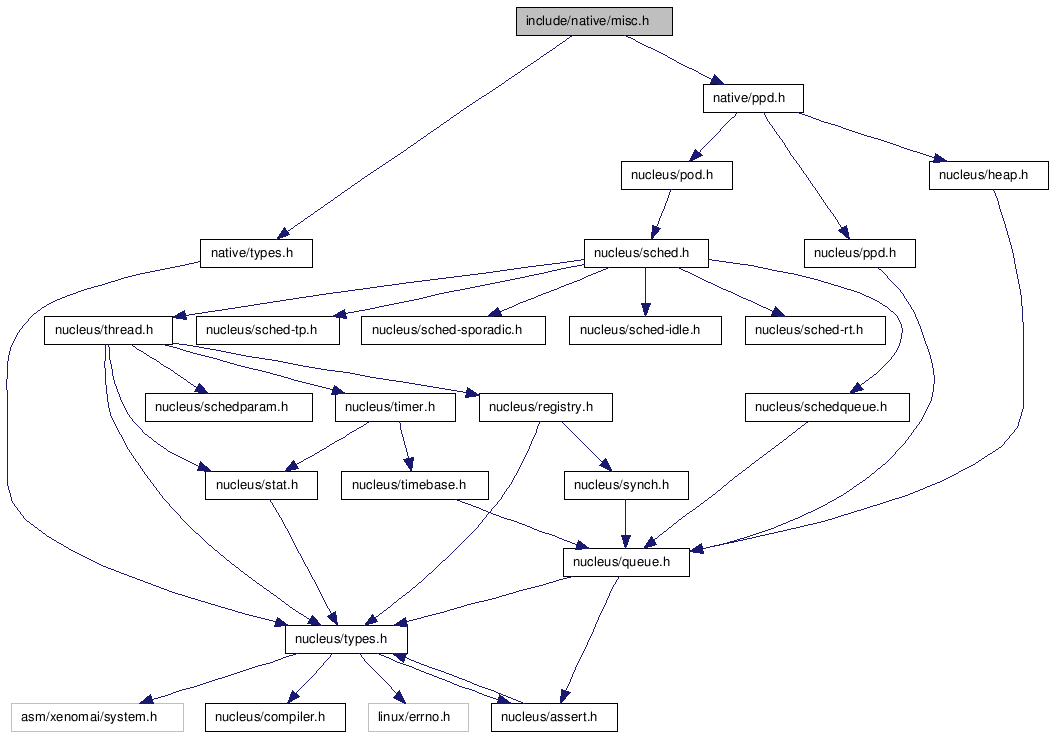 include/native/misc.h
native/ppd.h
nucleus/pod.h
nucleus/heap.h
native/types.h
nucleus/sched.h
nucleus/ppd.h
nucleus/thread.h
nucleus/sched-tp.h
nucleus/sched-sporadic.h
nucleus/sched-idle.h
nucleus/sched-rt.h
nucleus/schedparam.h
nucleus/timer.h
nucleus/registry.h
nucleus/schedqueue.h
nucleus/stat.h
nucleus/timebase.h
nucleus/synch.h
nucleus/queue.h
nucleus/types.h
asm/xenomai/system.h
nucleus/compiler.h
linux/errno.h
nucleus/assert.h